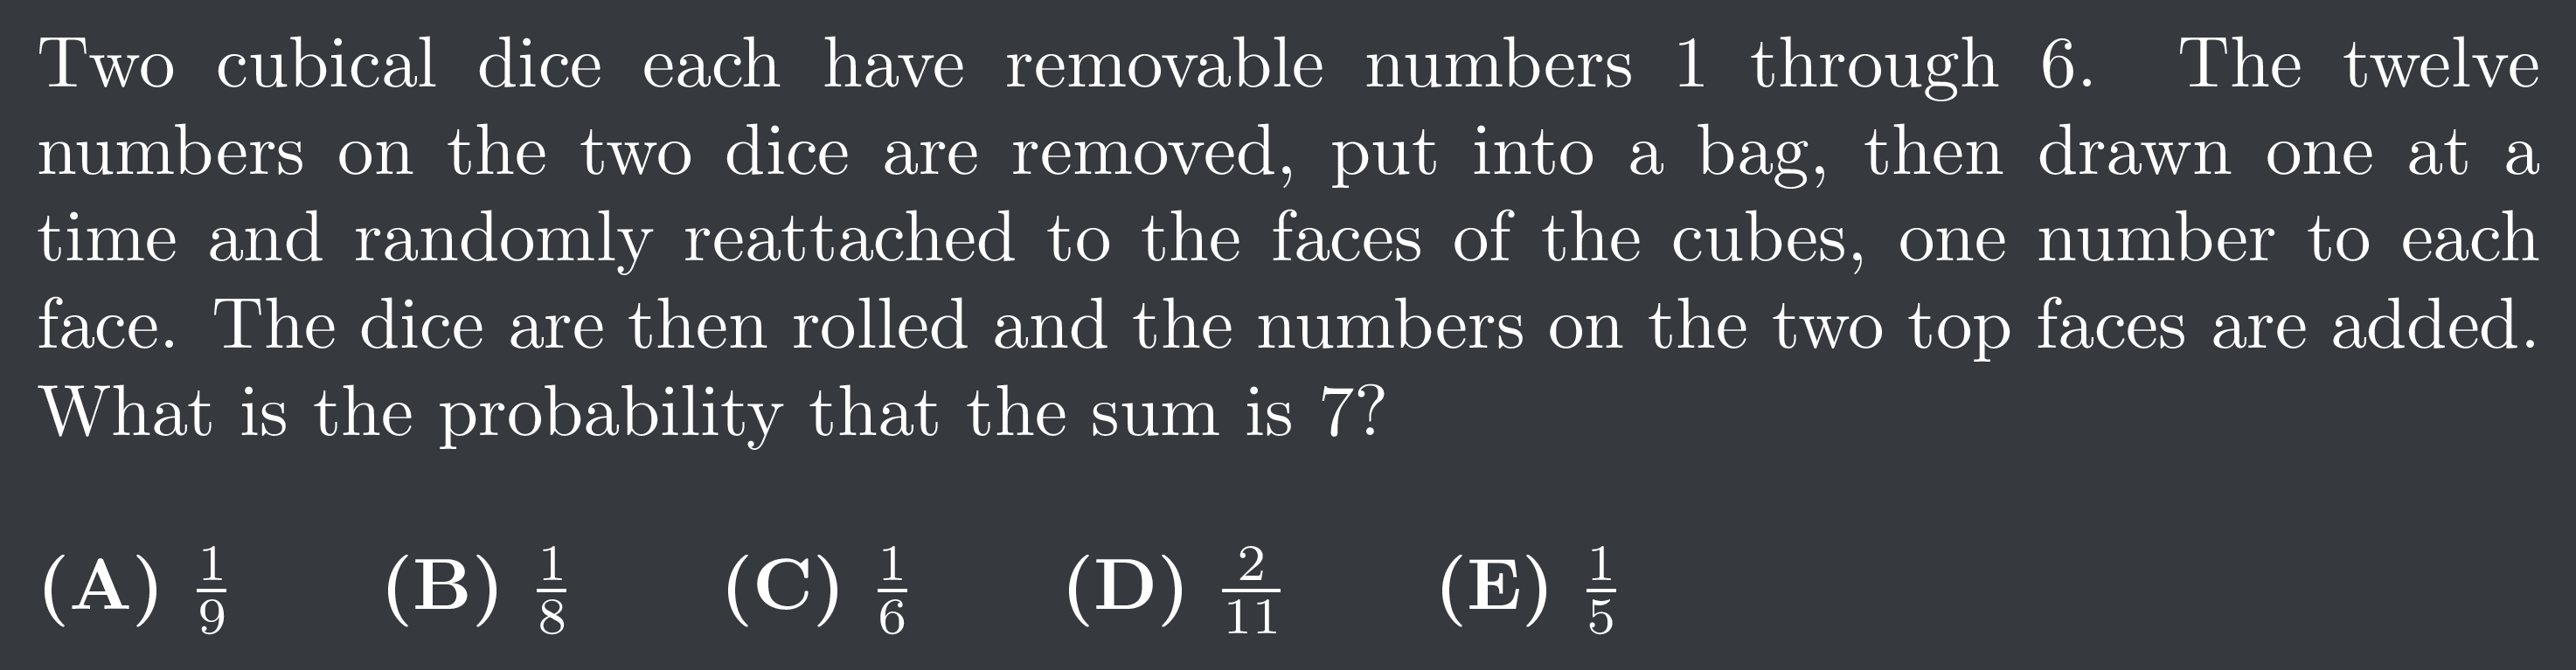 Two cubical dice each have removable numbers 1 through 6. The twelve
numbers on the two dice are removed, put into a bag, then drawn one at a
time and randomly reattached to the faces of the cubes, one number to each
face. The dice are then rolled and the numbers on the two top faces are added.
What is the probability that the sum is 7?
(A) 1/9 (B) 1/8 (C) 1/6 (D) 2/11 (E) 1/5